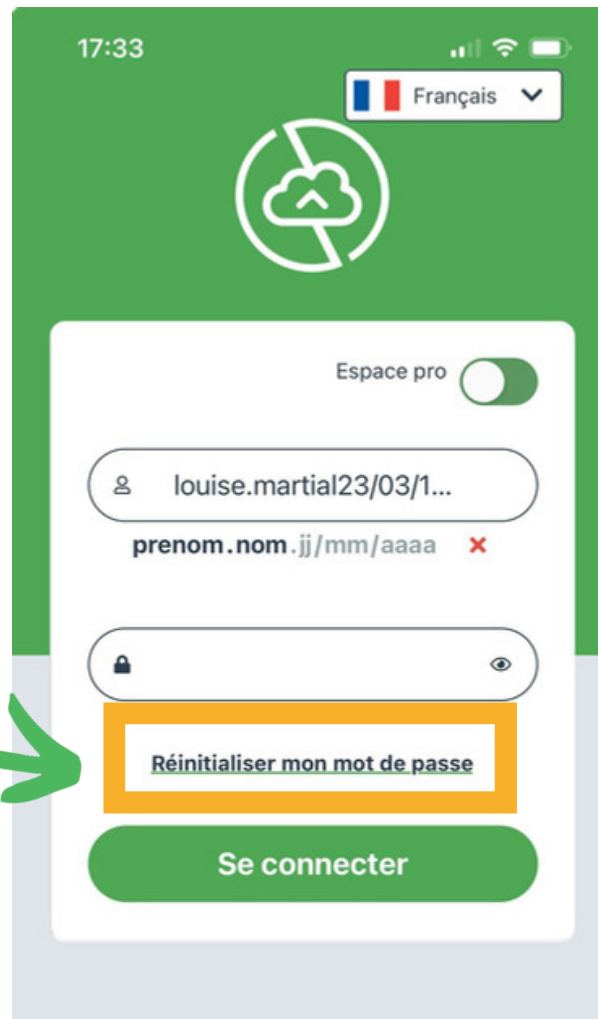 17:33
Français
Espace pro
louise.martial23/03/1...
prenom.nom.jj/mm/aaaa
Réinitialiser mon mot de passe
Se connecter